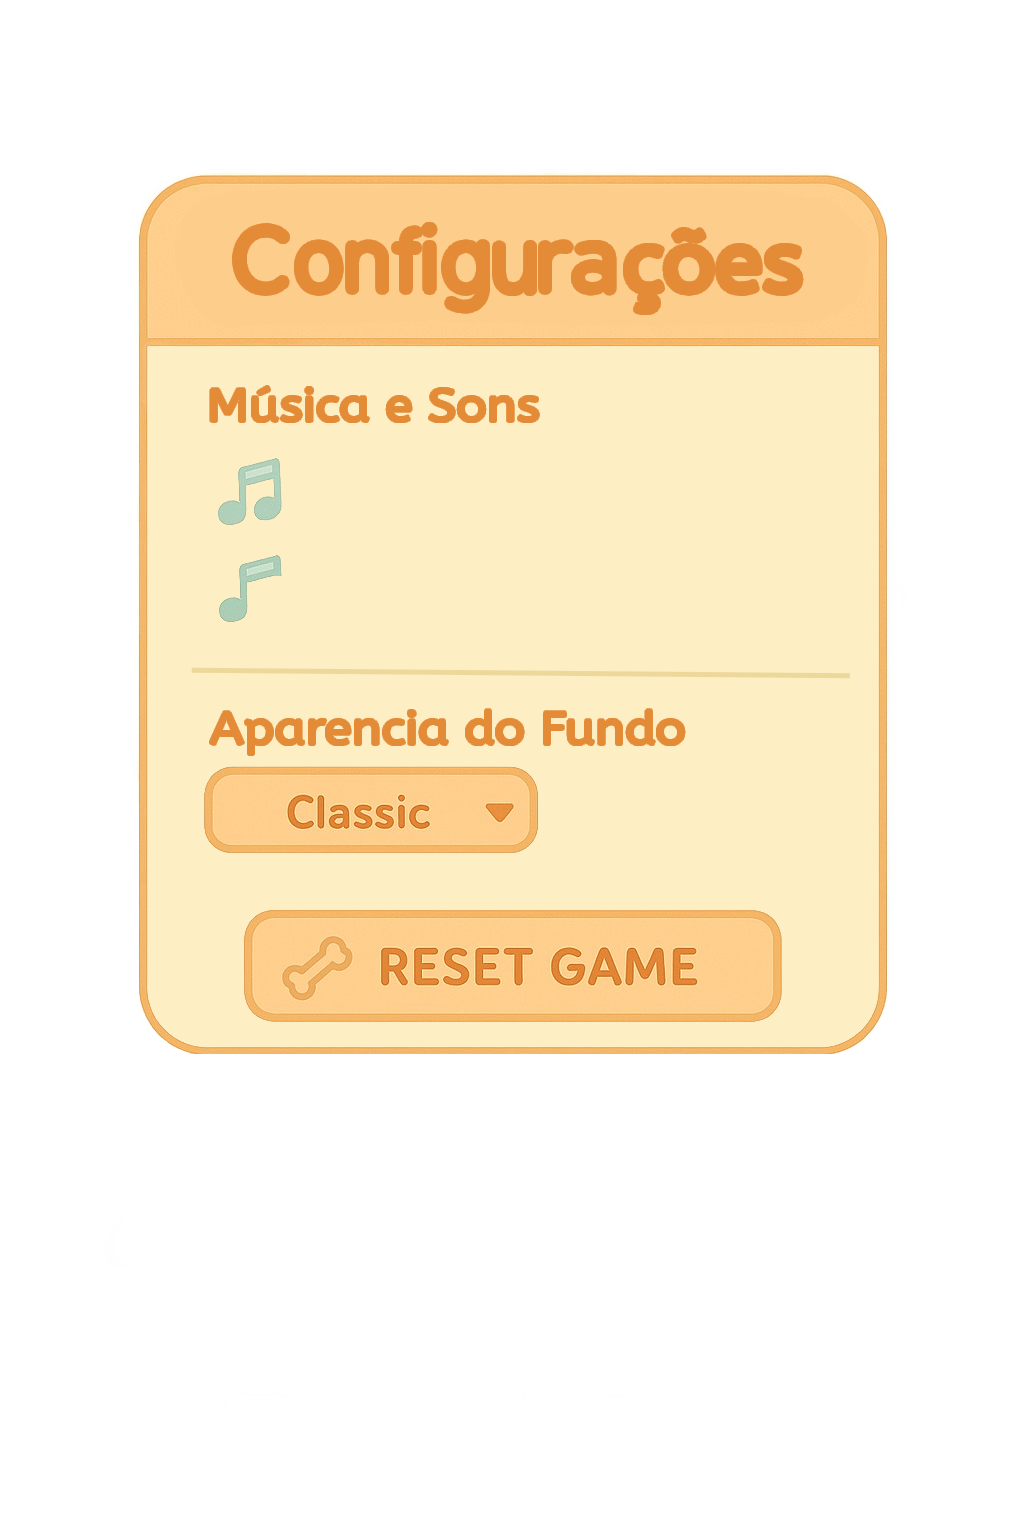 Configurações
Música e Sons
Aparencia do Fundo
Classic
RESET GAME